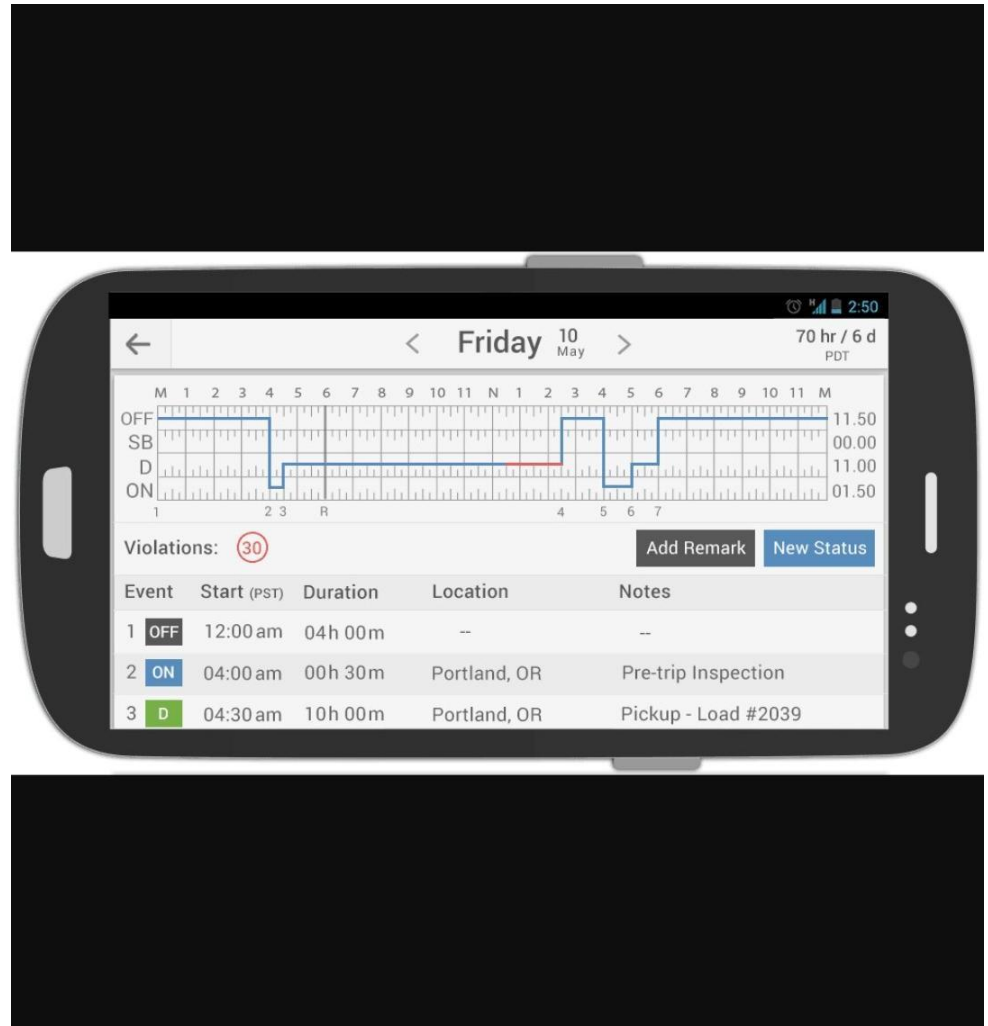 H 2:50
< Friday 10 May > 70 hr / 6 d
PDT
M 1 2 3 4 5 6 7 8 9 10 11 N 1 2 3 4 5 6 7 8 9 10 11 M
OFF 11.50
SB 00.00
D 11.00
ON 01.50
1 2 3 R 4 5 6 7
Violations: 30 Add Remark New Status
Event Start (PST) Duration Location Notes
1 OFF 12:00 am 04h 00m -- --
2 ON 04:00 am 00h 30m Portland, OR Pre-trip Inspection
3 D 04:30 am 10h 00m Portland, OR Pickup - Load #2039